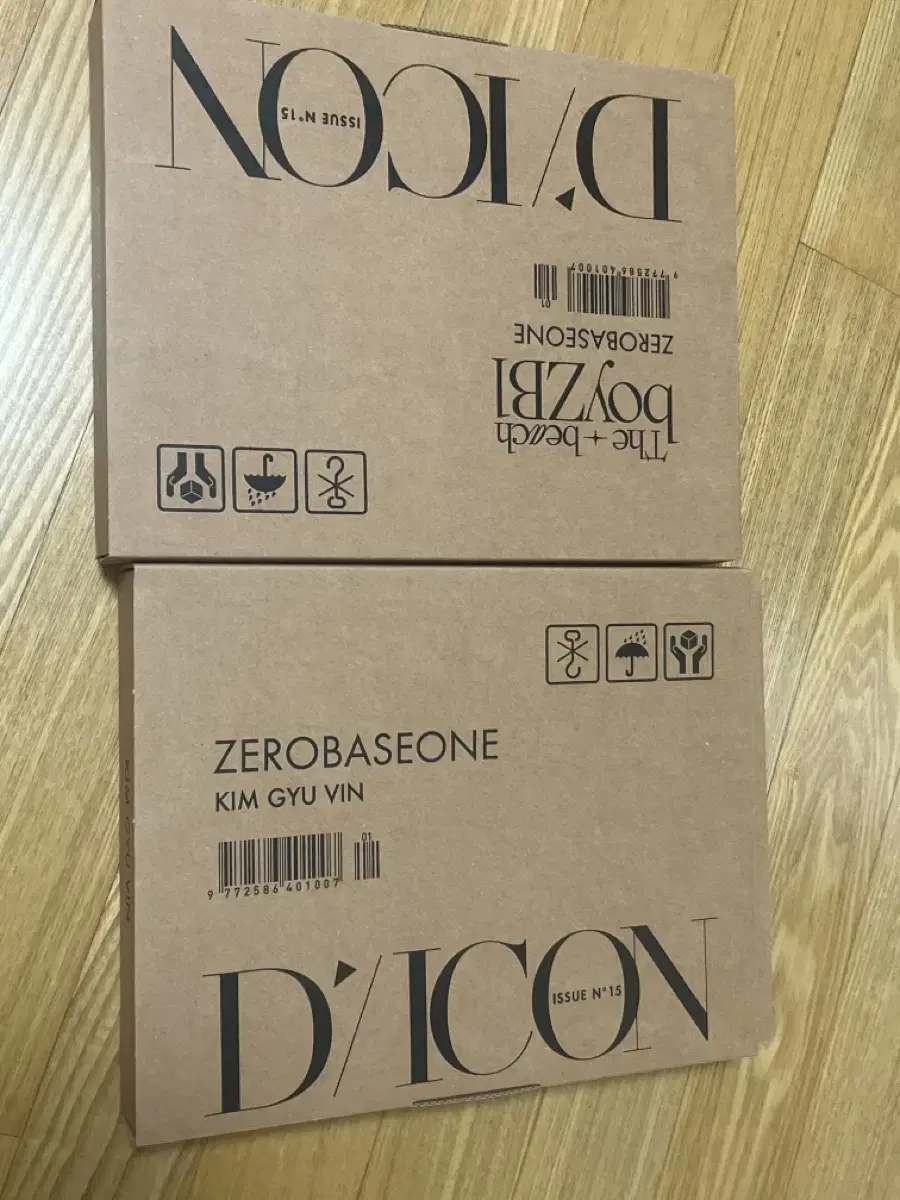 D'/ICON
ISSUE N°15
9 772586 401007
01
ZEROBASEONE
The beach
boyZB1
ZEROBASEONE
KIM GYU VIN
01
9 772586 401007
D'/ICON
ISSUE N°15
KIM GYU VIN